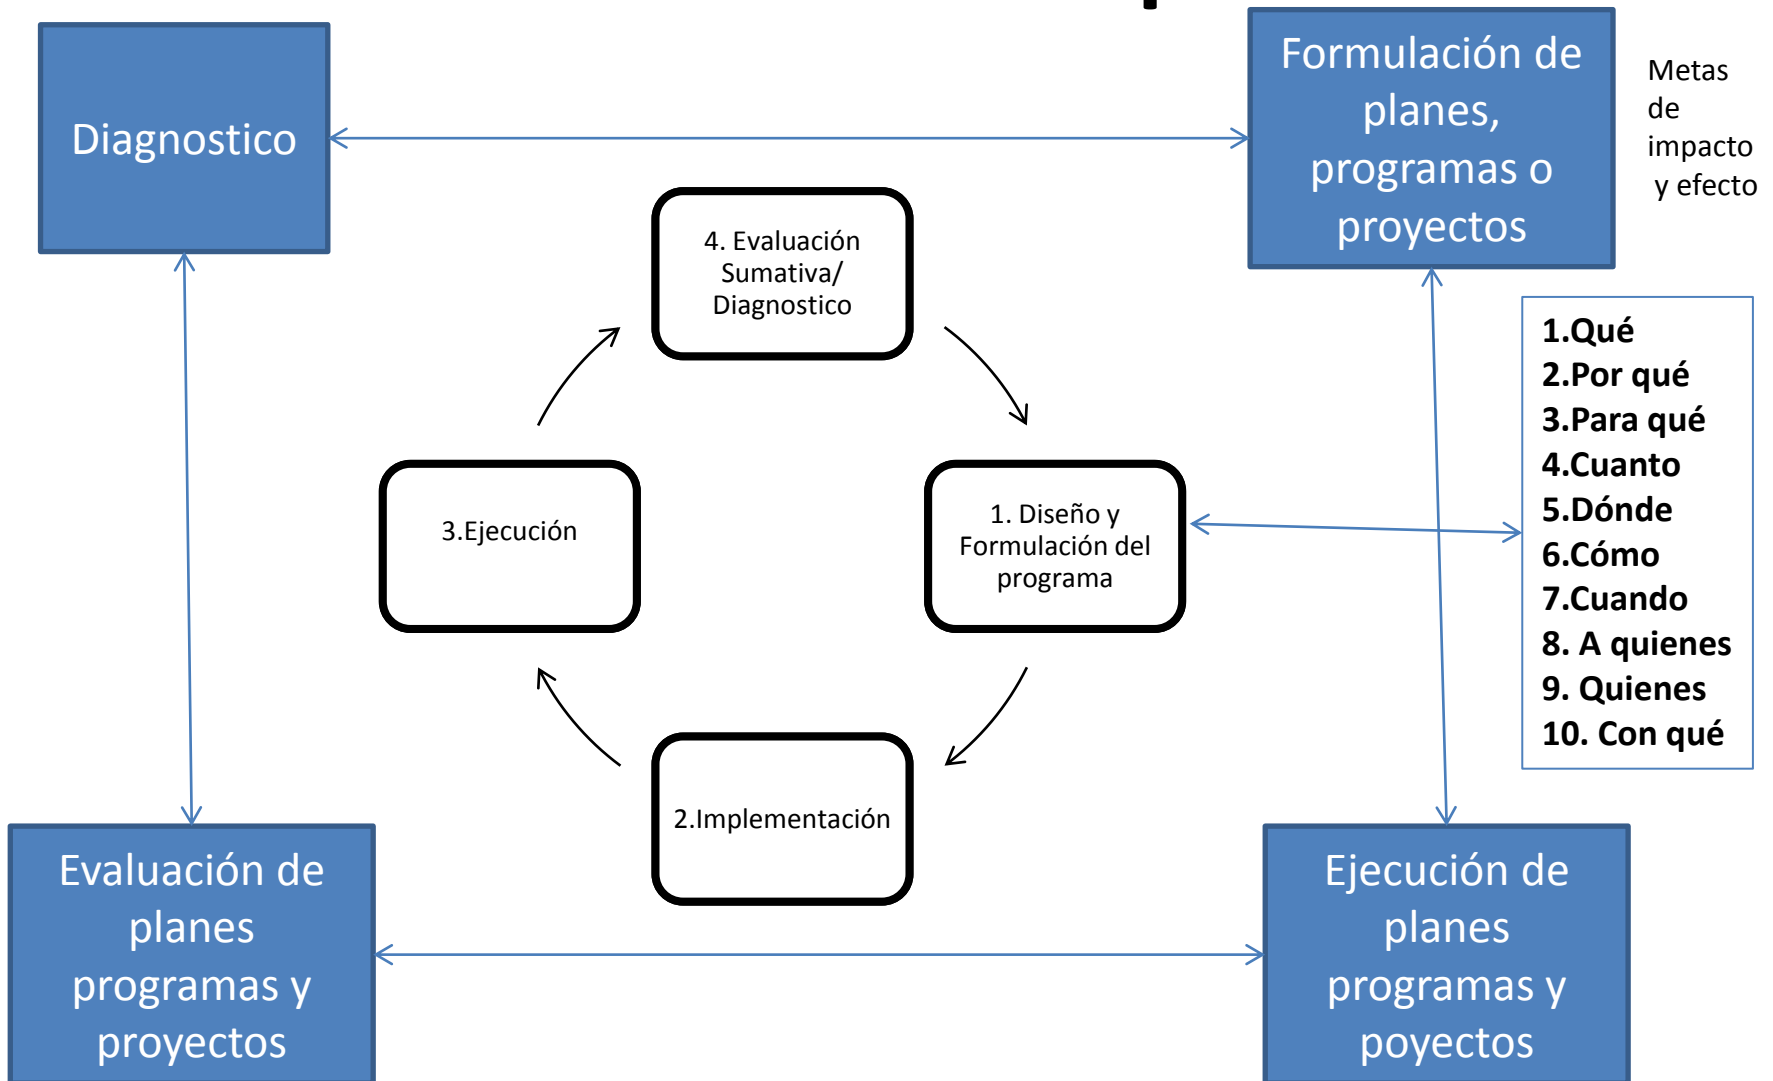 Diagnostico
Formulación de
planes,
programas o
proyectos
Metas
de
impacto
y efecto
4. Evaluación
Sumativa/
Diagnostico
1.Qué
2.Por qué
3.Para qué
4.Cuanto
5.Dónde
6.Cómo
7.Cuando
8. A quienes
9. Quienes
10. Con qué
3.Ejecución
1. Diseño y
Formulación del
programa
2.Implementación
Evaluación de
planes
programas y
proyectos
Ejecución de
planes
programas y
poyectos